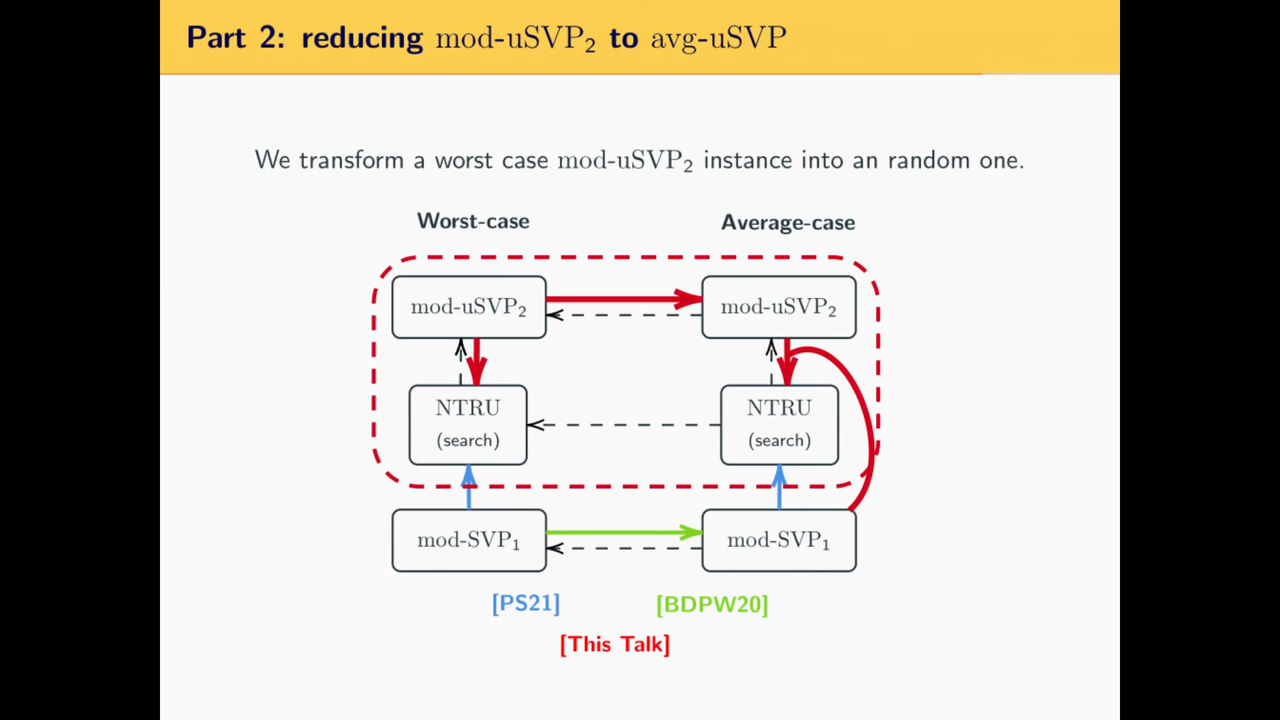 Part 2: reducing mod-uSVP₂ to avg-uSVP
We transform a worst case mod-uSVP₂ instance into an random one.
Worst-case Average-case
mod-uSVP₂ mod-uSVP₂
NTRU NTRU
(search) (search)
mod-SVP₁ mod-SVP₁
[PS21] [BDPW20]
[This Talk]